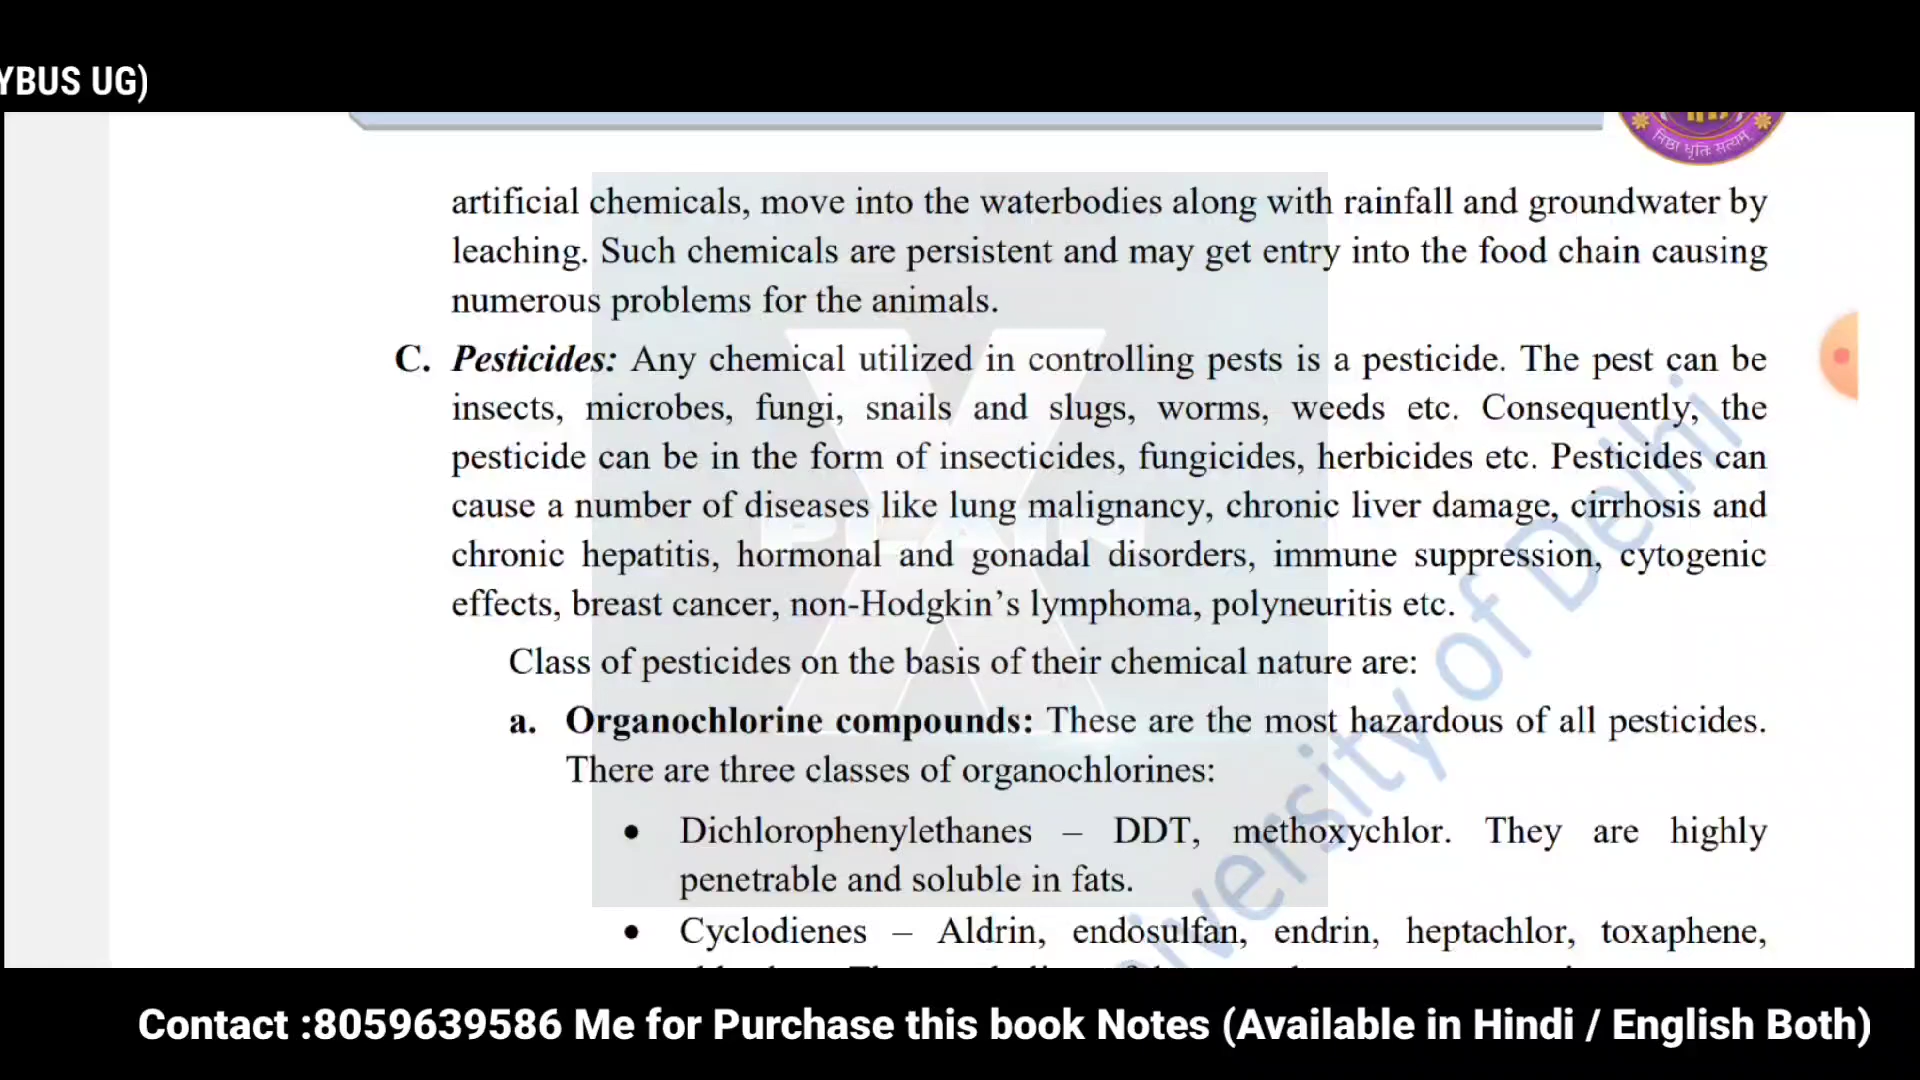 YBUS UG)
निष्ठा धृतिः सत्यम्
artificial chemicals, move into the waterbodies along with rainfall and groundwater by
leaching. Such chemicals are persistent and may get entry into the food chain causing
numerous problems for the animals.
C. Pesticides: Any chemical utilized in controlling pests is a pesticide. The pest can be
insects, microbes, fungi, snails and slugs, worms, weeds etc. Consequently, the
pesticide can be in the form of insecticides, fungicides, herbicides etc. Pesticides can
cause a number of diseases like lung malignancy, chronic liver damage, cirrhosis and
chronic hepatitis, hormonal and gonadal disorders, immune suppression, cytogenic
effects, breast cancer, non-Hodgkin’s lymphoma, polyneuritis etc.
Class of pesticides on the basis of their chemical nature are:
a. Organochlorine compounds: These are the most hazardous of all pesticides.
There are three classes of organochlorines:
• Dichlorophenylethanes – DDT, methoxychlor. They are highly
penetrable and soluble in fats.
• Cyclodienes – Aldrin, endosulfan, endrin, heptachlor, toxaphene,
X
PLAIN
niversity of Delhi
Contact :8059639586 Me for Purchase this book Notes (Available in Hindi / English Both)